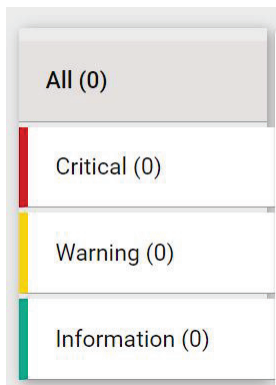 All (0)
Critical (0)
Warning (0)
Information (0)